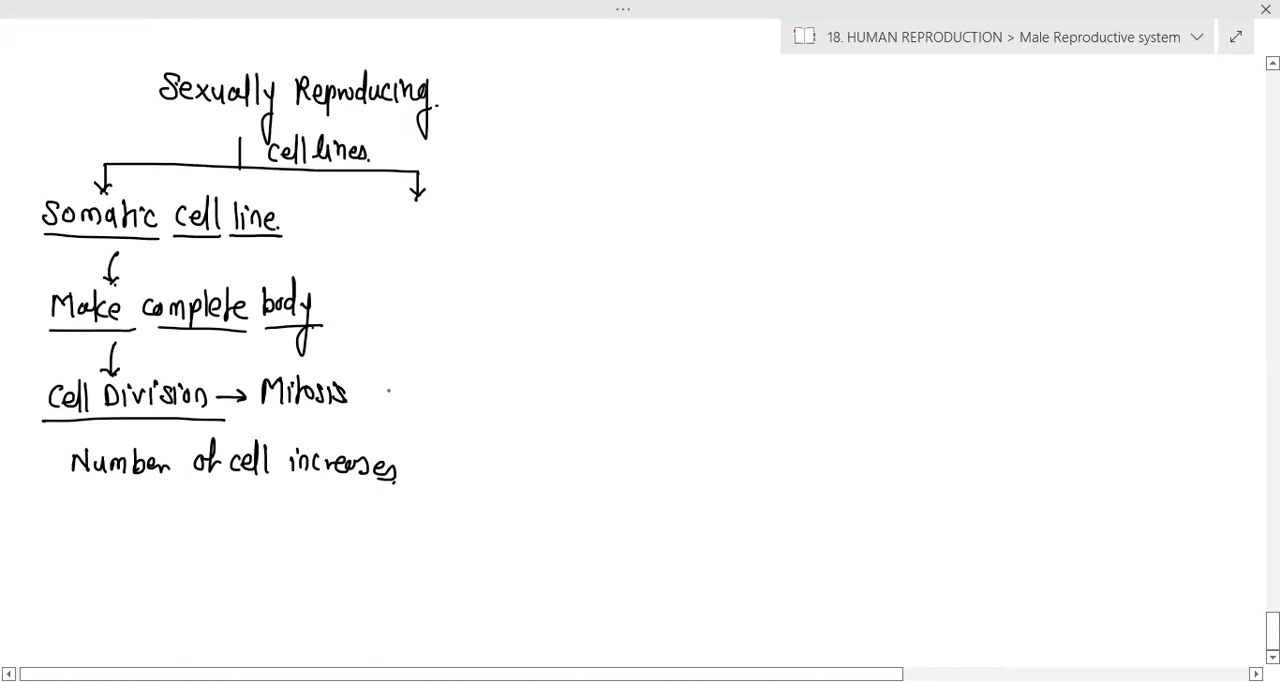 18. HUMAN REPRODUCTION > Male Reproductive system
Sexually Reproducing.
cell lines.
Somatic cell line.
Make complete body
Cell Division → Mitosis
Number of cell increases.